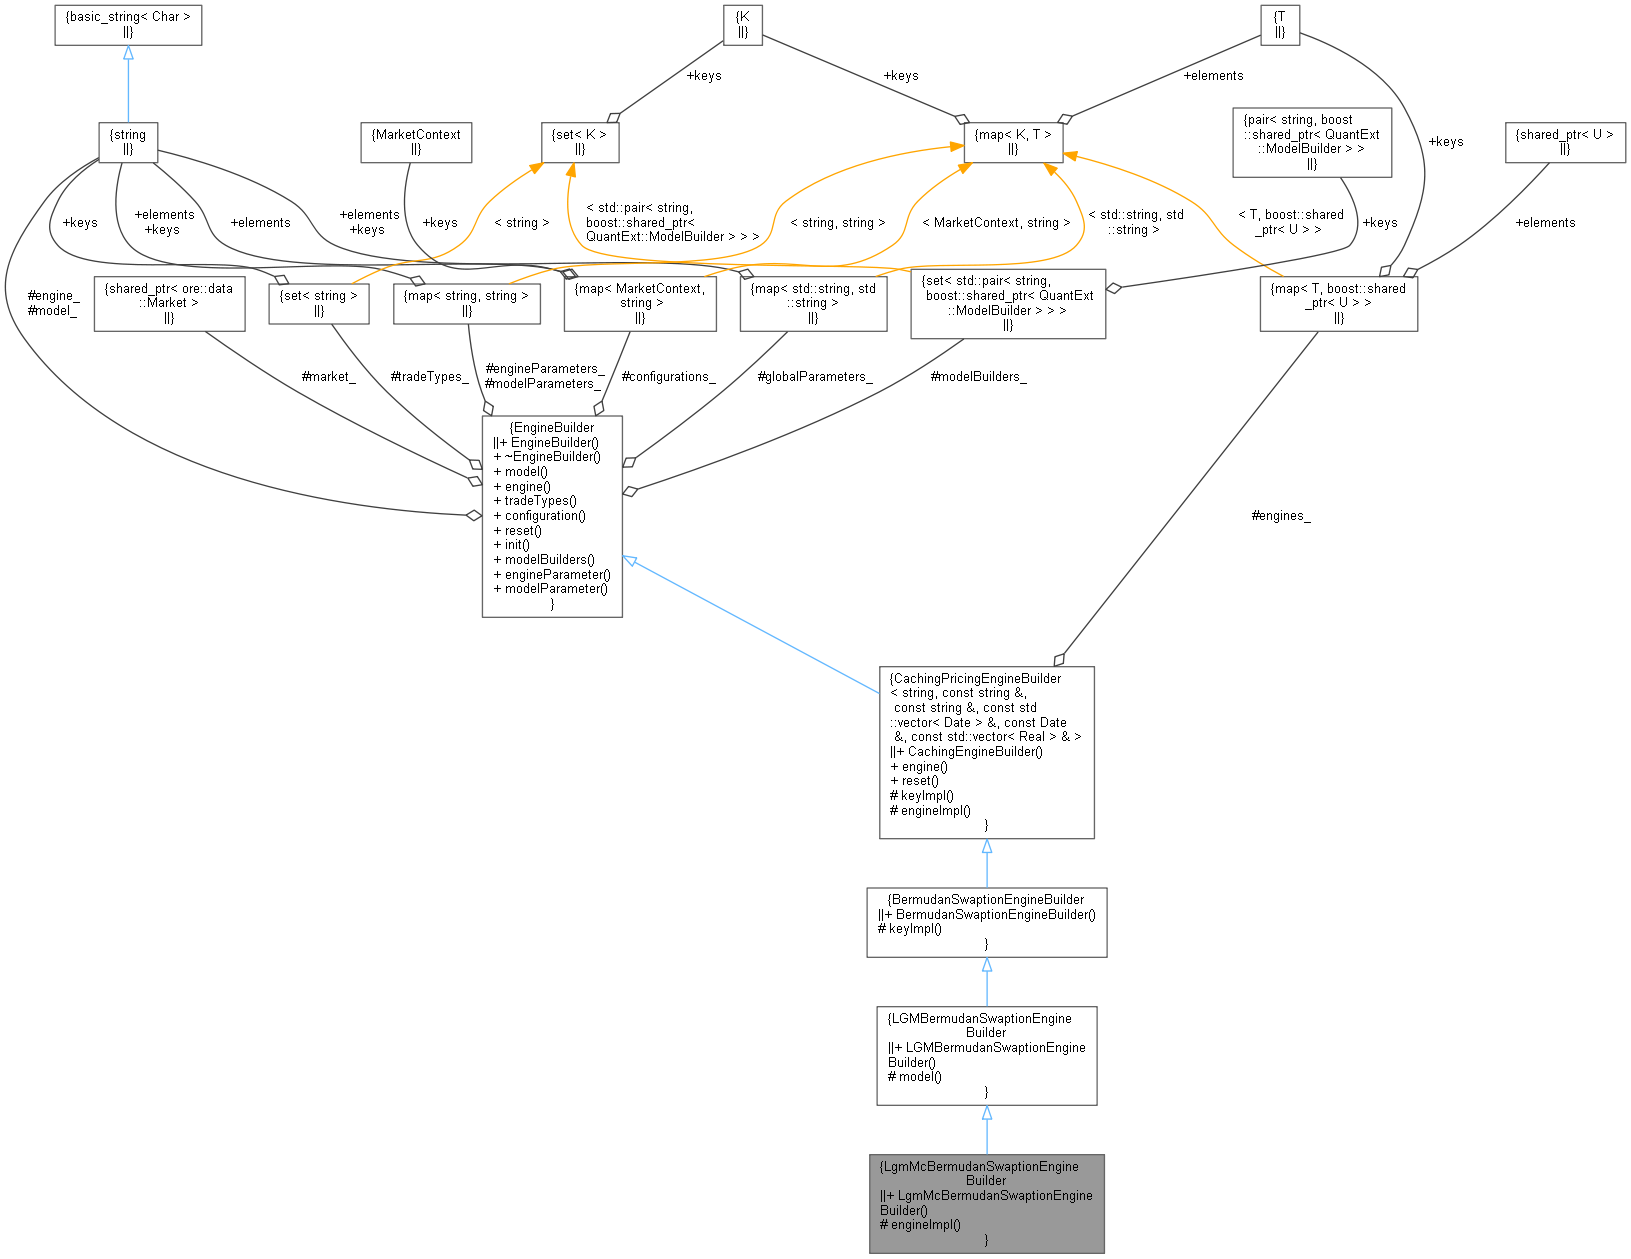 {basic_string< Char >
||}
{K
||}
{T
||}
+keys
+keys
+elements
{string
||}
{MarketContext
||}
{set< K >
||}
{map< K, T >
||}
{pair< string, boost
::shared_ptr< QuantExt
::ModelBuilder > >
||}
+keys
{shared_ptr< U >
||}
+keys
+elements
+keys
+elements
+elements
+keys
+keys
< string >
< std::pair< string,
boost::shared_ptr<
QuantExt::ModelBuilder > > >
< string, string >
< MarketContext, string >
< std::string, std
::string >
< T, boost::shared
_ptr< U > >
+keys
+elements
#engine_
#model_
{shared_ptr< ore::data
::Market >
||}
{set< string >
||}
{map< string, string >
||}
{map< MarketContext,
string >
||}
{map< std::string, std
::string >
||}
{set< std::pair< string,
boost::shared_ptr< QuantExt
::ModelBuilder > > >
||}
{map< T, boost::shared
_ptr< U > >
||}
#market_
#tradeTypes_
#engineParameters_
#modelParameters_
#configurations_
#globalParameters_
#modelBuilders_
{EngineBuilder
||+ EngineBuilder()
+ ~EngineBuilder()
+ model()
+ engine()
+ tradeTypes()
+ configuration()
+ reset()
+ init()
+ modelBuilders()
+ engineParameter()
+ modelParameter()
}
#engines_
{CachingPricingEngineBuilder
< string, const string &,
const string &, const std
::vector< Date > &, const Date
&, const std::vector< Real > & >
||+ CachingEngineBuilder()
+ engine()
+ reset()
# keyImpl()
# engineImpl()
}
{BermudanSwaptionEngineBuilder
||+ BermudanSwaptionEngineBuilder()
# keyImpl()
}
{LGMBermudanSwaptionEngine
Builder
||+ LGMBermudanSwaptionEngine
Builder()
# model()
}
{LgmMcBermudanSwaptionEngine
Builder
||+ LgmMcBermudanSwaptionEngine
Builder()
# engineImpl()
}